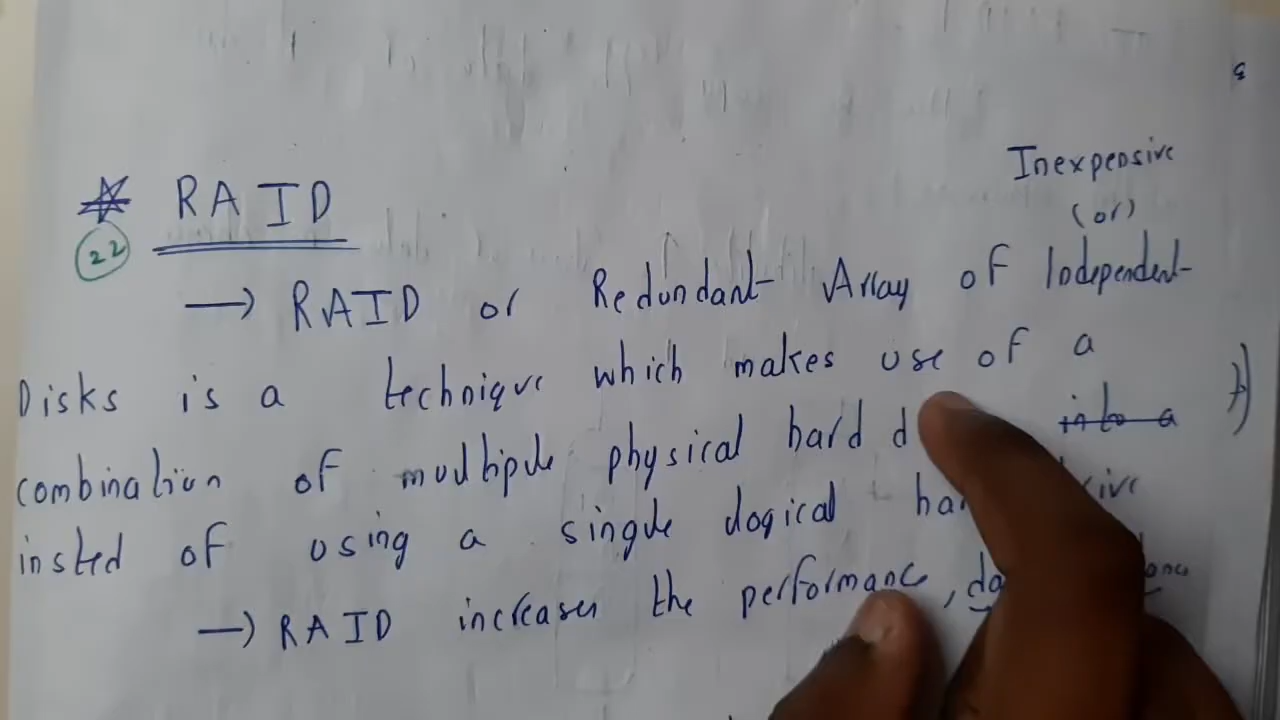 Inexpensive
(or)
* RAID
22
→ RAID or Redundant Array of Independent
Disks is a technique which makes use of a
combination of multiple physical hard into a
insted of using a single logical
→ RAID increases the performance,